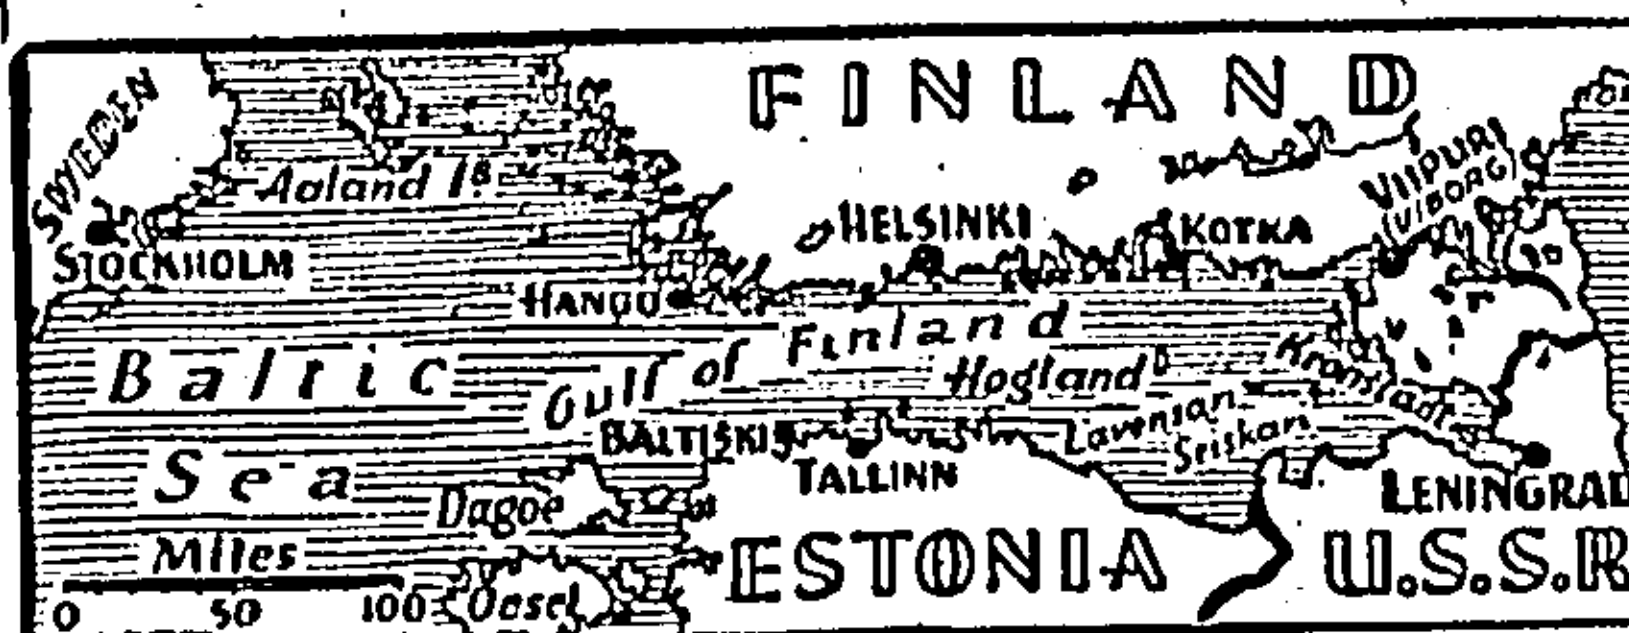 FINLAND
SWEDEN
Aaland Is
VIIPURI
(VIBORG)
HELSINKI
KOTKA
STOCKHOLM
HANGO
Baltic
Sea
Gulf of Finland
Hogland
Kronstadt
Lavensari
Seiskari
BALTISKIS
TALLINN
LENINGRAD
Dagoe
ESTONIA
U.S.S.R
Miles
0 50 100
Oesel